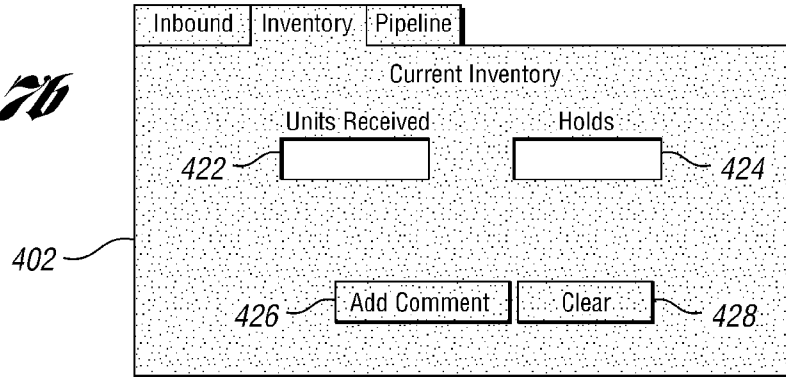 Inbound Inventory Pipeline
7b
Current Inventory
Units Received Holds
422 424
402
426 Add Comment Clear 428